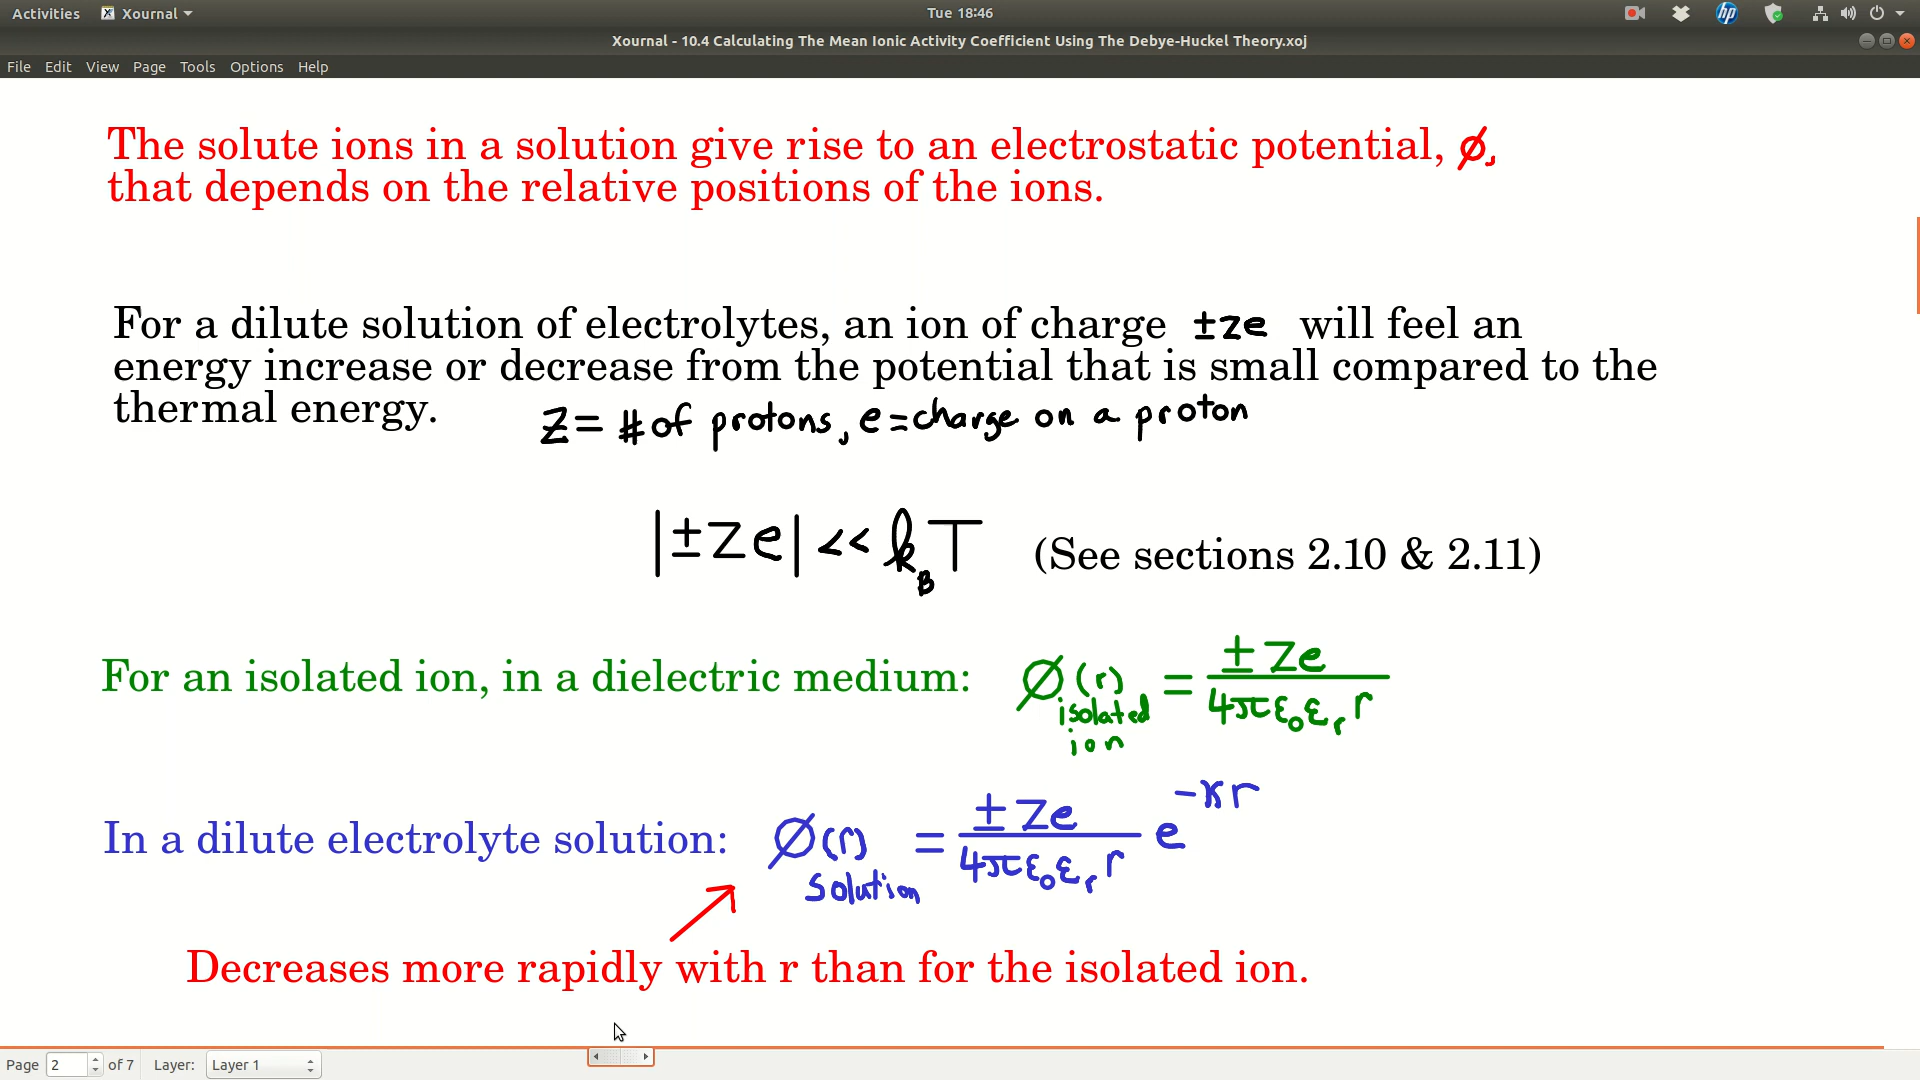 Activities Xournal Tue 18:46
Xournal - 10.4 Calculating The Mean Ionic Activity Coefficient Using The Debye-Huckel Theory.xoj
File Edit View Page Tools Options Help
The solute ions in a solution give rise to an electrostatic potential, ϕ,
that depends on the relative positions of the ions.
For a dilute solution of electrolytes, an ion of charge ±ze will feel an
energy increase or decrease from the potential that is small compared to the
thermal energy. z = # of protons, e = charge on a proton
|±ze| << k_B T (See sections 2.10 & 2.11)
For an isolated ion, in a dielectric medium: ϕ(r)_isolated ion = ±ze / 4πε₀ε_r r
In a dilute electrolyte solution: ϕ(r)_solution = ±ze / 4πε₀ε_r r e^-κr
Decreases more rapidly with r than for the isolated ion.
Page 2 of 7 Layer: Layer 1